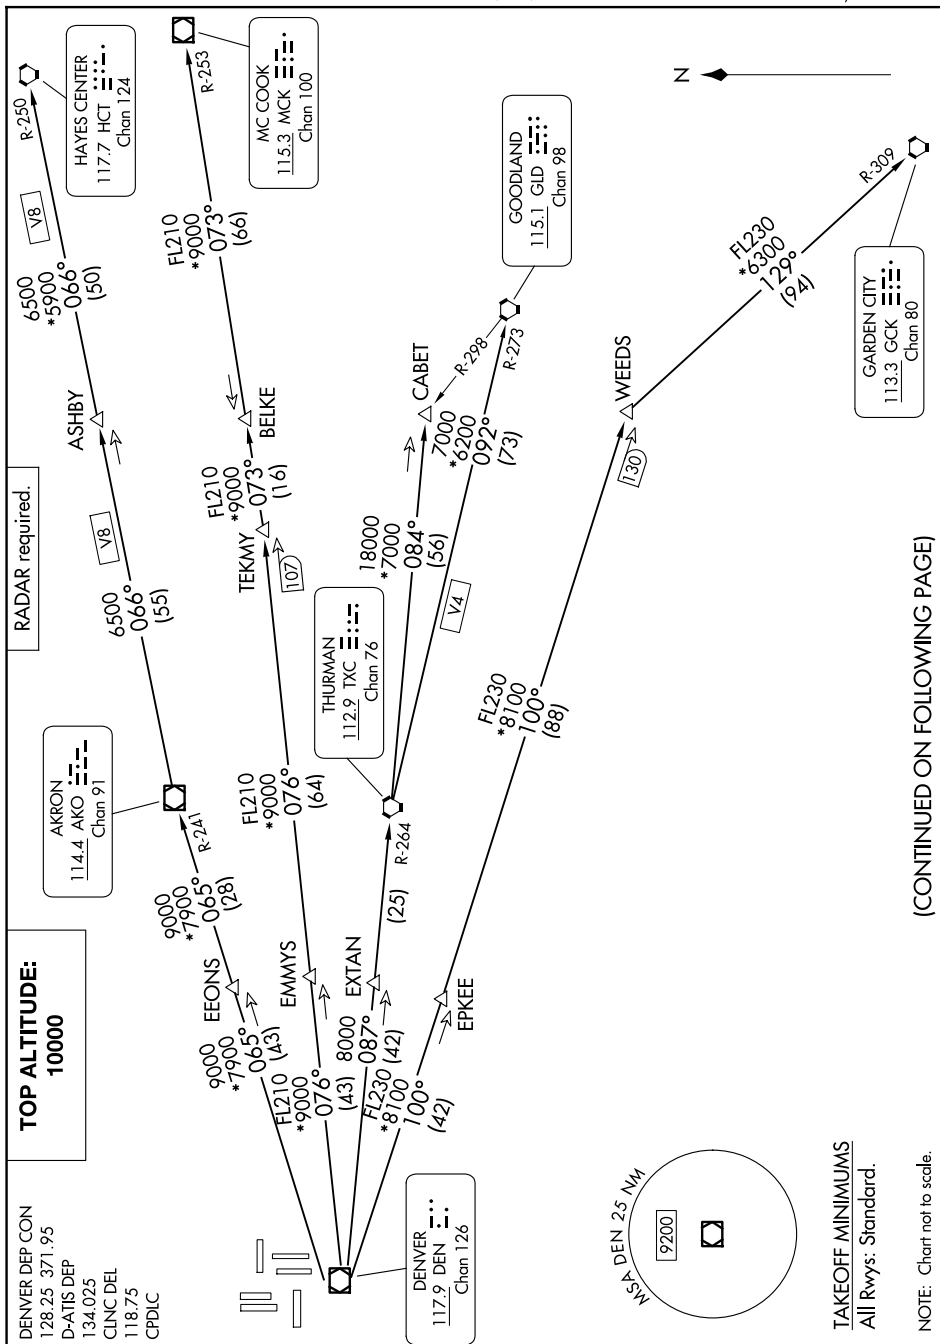 DENVER DEP CON
128.25 371.95
D-ATIS DEP
134.025
CLNC DEL
118.75
CPDLC
TOP ALTITUDE:
10000
RADAR required.
AKRON
114.4 AKO
Chan 91
HAYES CENTER
117.7 HCT
Chan 124
MC COOK
115.3 MCK
Chan 100
GOODLAND
115.1 GLD
Chan 98
THURMAN
112.9 TXC
Chan 76
GARDEN CITY
113.3 GCK
Chan 80
DENVER
117.9 DEN
Chan 126
9000
*7900
065°
(43)
EEONS
9000
*7900
065°
(28)
R-241
6500
066°
(55)
V8
ASHBY
6500
*5900
066°
(50)
V8
R-250
FL210
*9000
076°
(43)
EMMYS
FL210
*9000
076°
(64)
TEKMY
107
FL210
*9000
073°
(16)
BELKE
FL210
*9000
073°
(66)
R-253
8000
087°
(42)
EXTAN
(25)
R-264
18000
*7000
084°
(56)
CABET
R-298
7000
*6200
092°
(73)
V4
R-273
FL230
*8100
100°
(42)
EPKEE
FL230
*8100
100°
(88)
130
WEEDS
FL230
*6300
129°
(94)
R-309
N
MSA DEN 25 NM
9200
TAKEOFF MINIMUMS
All Rwys: Standard.
NOTE: Chart not to scale.
(CONTINUED ON FOLLOWING PAGE)